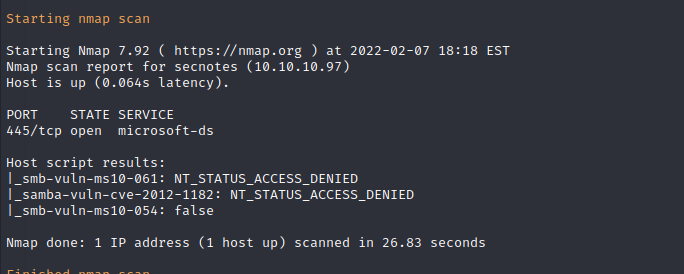 Starting nmap scan
Starting Nmap 7.92 ( https://nmap.org ) at 2022-02-07 18:18 EST
Nmap scan report for secnotes (10.10.10.97)
Host is up (0.064s latency).
PORT    STATE SERVICE
445/tcp open  microsoft-ds
Host script results:
|_smb-vuln-ms10-061: NT_STATUS_ACCESS_DENIED
|_samba-vuln-cve-2012-1182: NT_STATUS_ACCESS_DENIED
|_smb-vuln-ms10-054: false
Nmap done: 1 IP address (1 host up) scanned in 26.83 seconds
Finished nmap scan